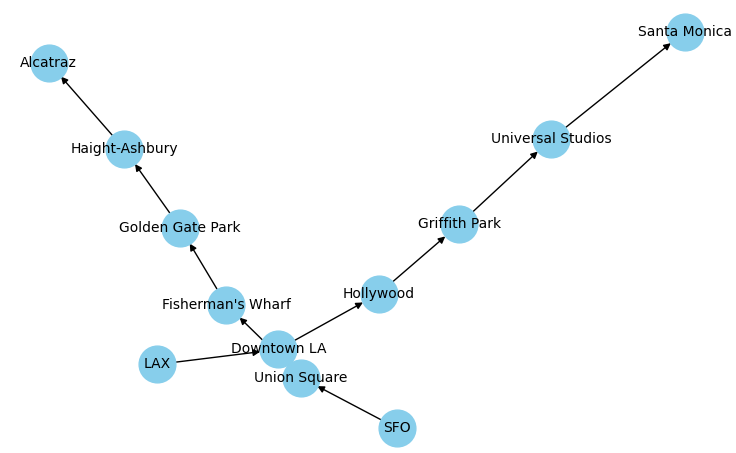 Santa Monica
Alcatraz
Universal Studios
Haight-Ashbury
Griffith Park
Golden Gate Park
Hollywood
Fisherman's Wharf
Downtown LA
LAX
Union Square
SFO